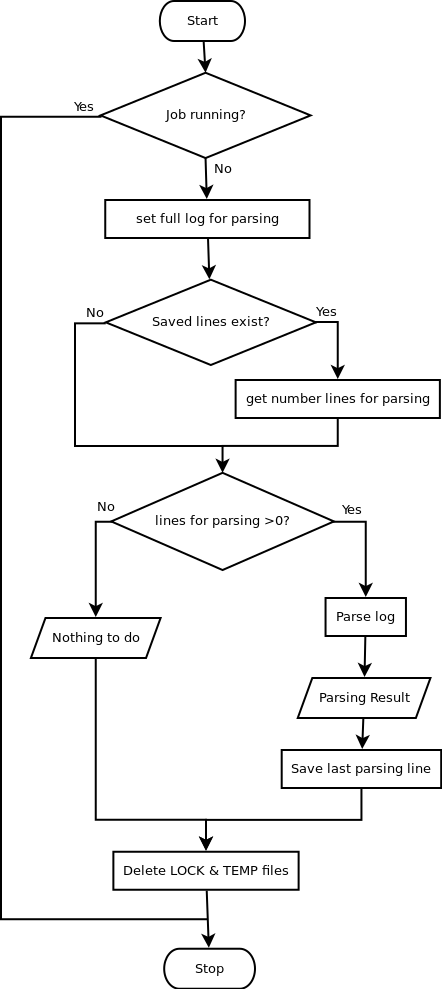 Start
Yes
Job running?
No
set full log for parsing
No
Saved lines exist?
Yes
get number lines for parsing
No
lines for parsing >0?
Yes
Parse log
Nothing to do
Parsing Result
Save last parsing line
Delete LOCK & TEMP files
Stop